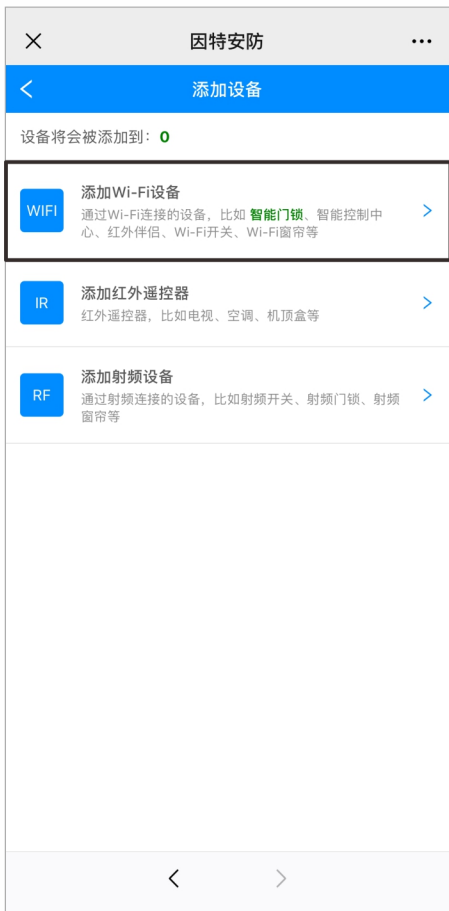 因特安防
添加设备
设备将会被添加到：0
添加Wi-Fi设备
WIFI
通过Wi-Fi连接的设备，比如 智能门锁、智能控制中
心、红外伴侣、Wi-Fi开关、Wi-Fi窗帘等
添加红外遥控器
IR
红外遥控器，比如电视、空调、机顶盒等
添加射频设备
RF
通过射频连接的设备，比如射频开关、射频门锁、射频
窗帘等